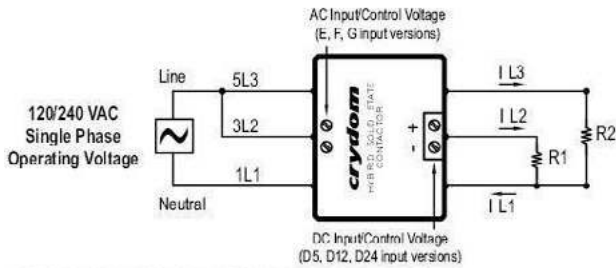 AC Input/Control Voltage
(E, F, G input versions)
120/240 VAC
Single Phase
Operating Voltage
Line
5L3
3L2
1L1
Neutral
crydom
HYBRID SOLID STATE
CONTACTOR
+
-
I L3
I L2
R1
R2
I L1
DC Input/Control Voltage
(D5, D12, D24 input versions)